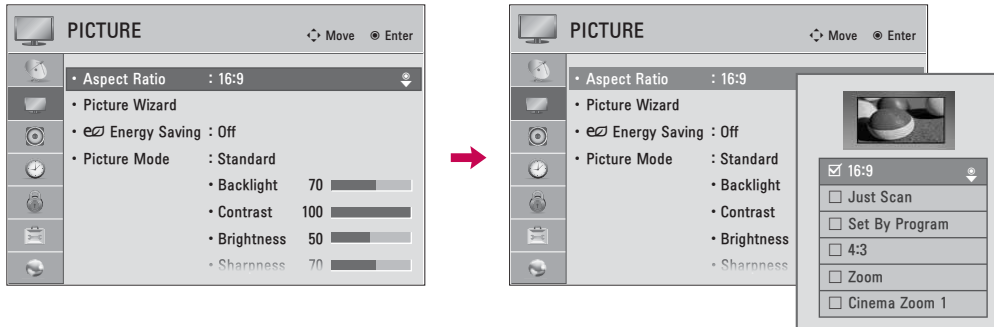 PICTURE
Move Enter
• Aspect Ratio : 16:9
• Picture Wizard
• Energy Saving : Off
• Picture Mode : Standard
• Backlight 70
• Contrast 100
• Brightness 50
• Sharpness 70
PICTURE
Move Enter
• Aspect Ratio : 16:9
• Picture Wizard
• Energy Saving : Off
• Picture Mode : Standard
• Backlight
• Contrast
• Brightness
• Sharpness
16:9
Just Scan
Set By Program
4:3
Zoom
Cinema Zoom 1